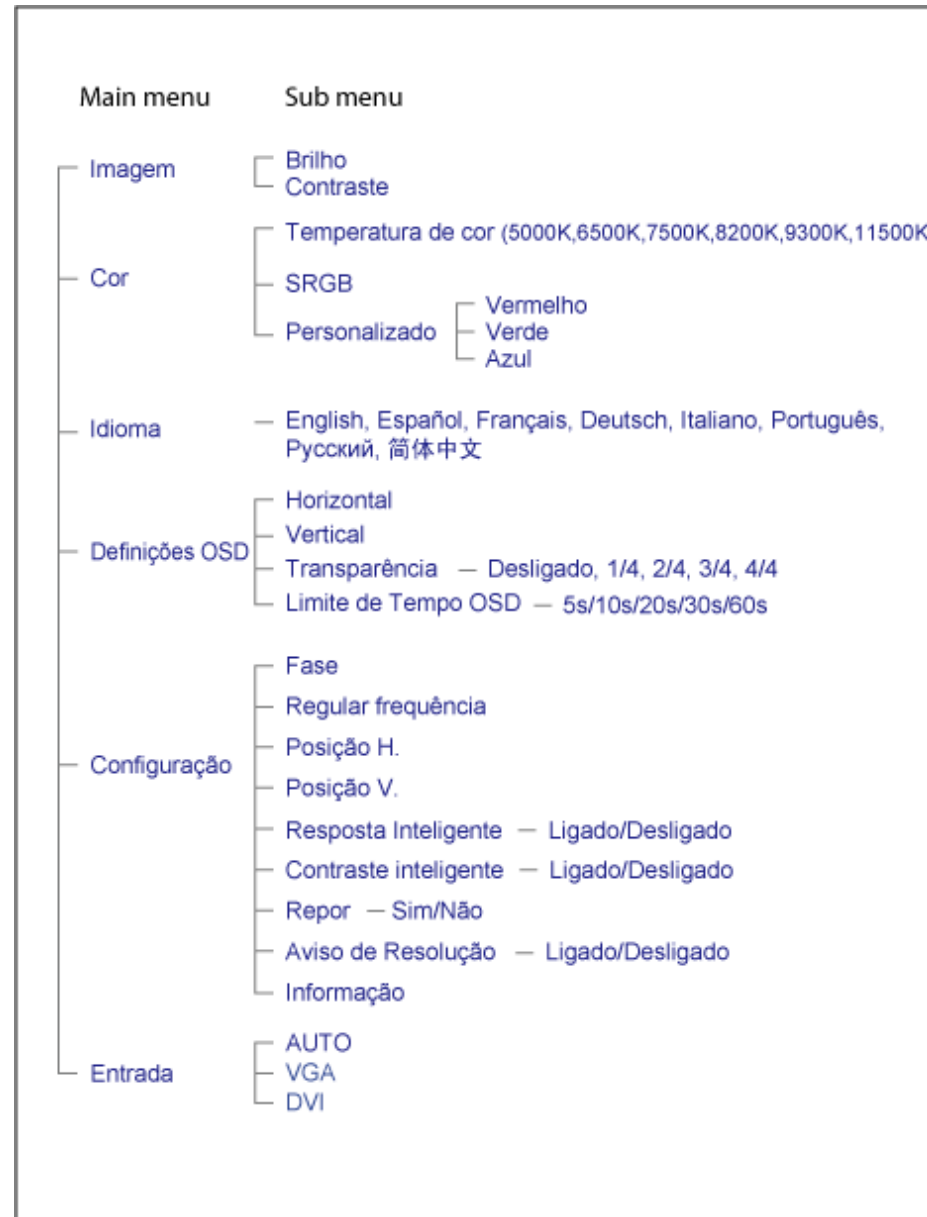 Main menu Sub menu
Imagem
Brilho
Contraste
Cor
Temperatura de cor (5000K,6500K,7500K,8200K,9300K,11500K
SRGB
Personalizado
Vermelho
Verde
Azul
Idioma
English, Español, Français, Deutsch, Italiano, Português,
Русский, 简体中文
Definições OSD
Horizontal
Vertical
Transparência — Desligado, 1/4, 2/4, 3/4, 4/4
Limite de Tempo OSD — 5s/10s/20s/30s/60s
Configuração
Fase
Regular frequência
Posição H.
Posição V.
Resposta Inteligente — Ligado/Desligado
Contraste inteligente — Ligado/Desligado
Repor — Sim/Não
Aviso de Resolução — Ligado/Desligado
Informação
Entrada
AUTO
VGA
DVI